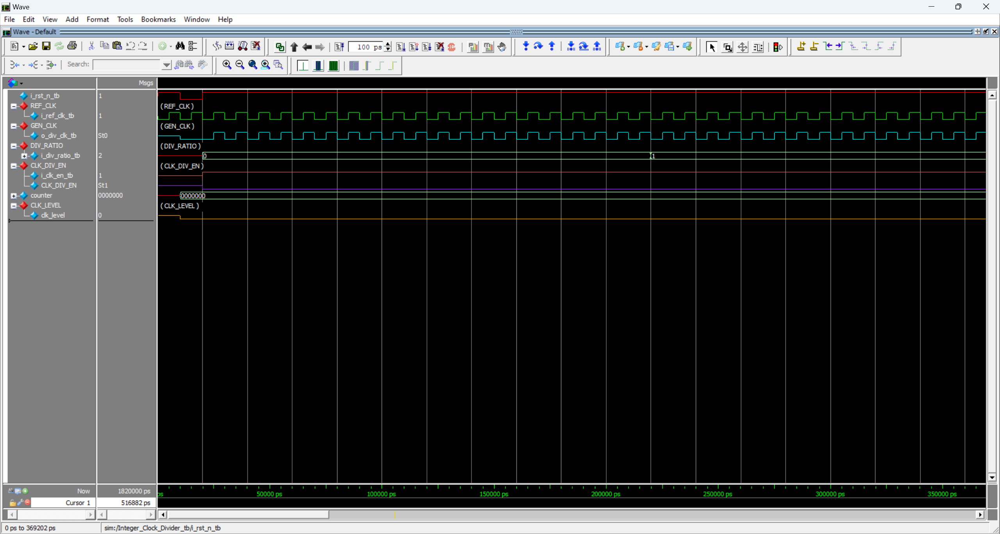 Wave
File Edit View Add Format Tools Bookmarks Window Help
Wave - Default
100 ps
Search:
Msgs
i_rst_n_tb 1
REF_CLK (REF_CLK)
i_ref_clk_tb 1
GEN_CLK (GEN_CLK)
o_div_clk_tb St0
DIV_RATIO (DIV_RATIO)
i_div_ratio_tb 2 0 1
CLK_DIV_EN (CLK_DIV_EN)
i_clk_en_tb 1
CLK_DIV_EN St1
counter 0000000 0000000
CLK_LEVEL (CLK_LEVEL)
clk_level 0
Now 1820000 ps
ps 50000 ps 100000 ps 150000 ps 200000 ps 250000 ps 300000 ps 350000 ps
Cursor 1 516882 ps
0 ps to 369202 ps sim:/Integer_Clock_Divider_tb/i_rst_n_tb